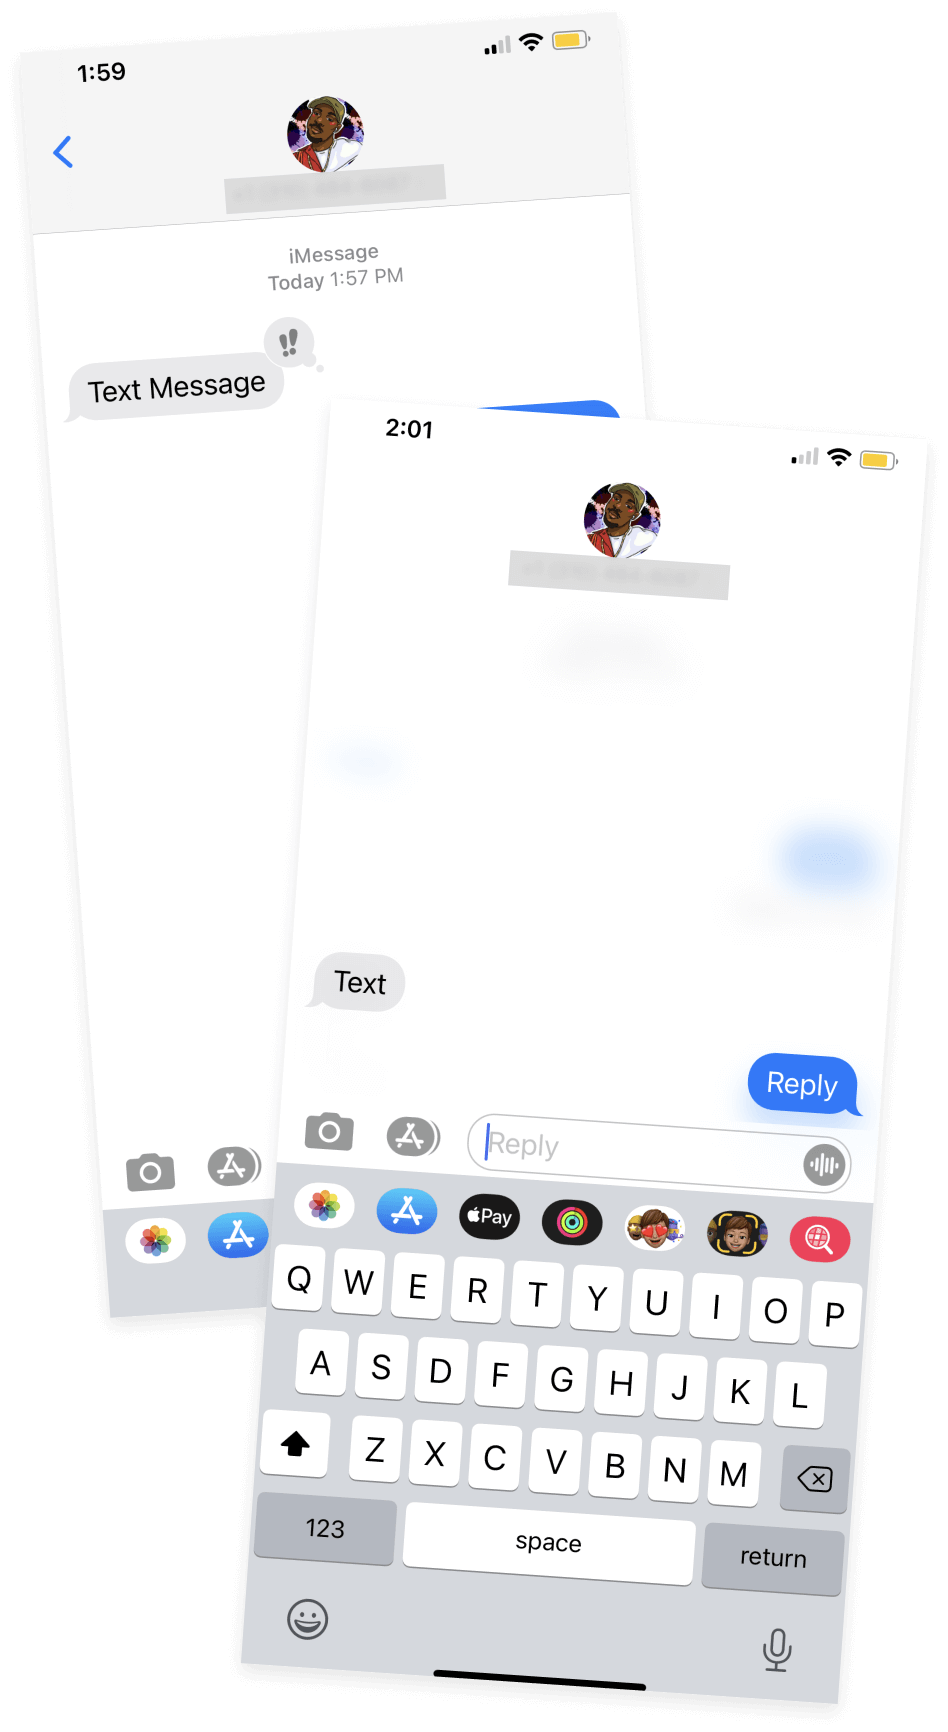 1:59
iMessage
Today 1:57 PM
Text Message
2:01
Text
Reply
Reply
Pay
Q W E R T Y U I O P
A S D F G H J K L
Z X C V B N M
123 space return